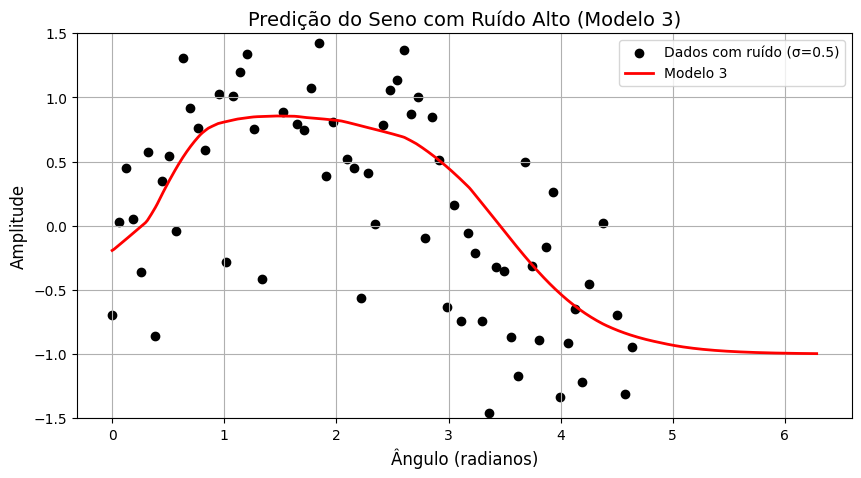 Predição do Seno com Ruído Alto (Modelo 3)
Dados com ruído (σ=0.5)
Modelo 3
Amplitude
1.5
1.0
0.5
0.0
−0.5
−1.0
−1.5
0 1 2 3 4 5 6
Ângulo (radianos)